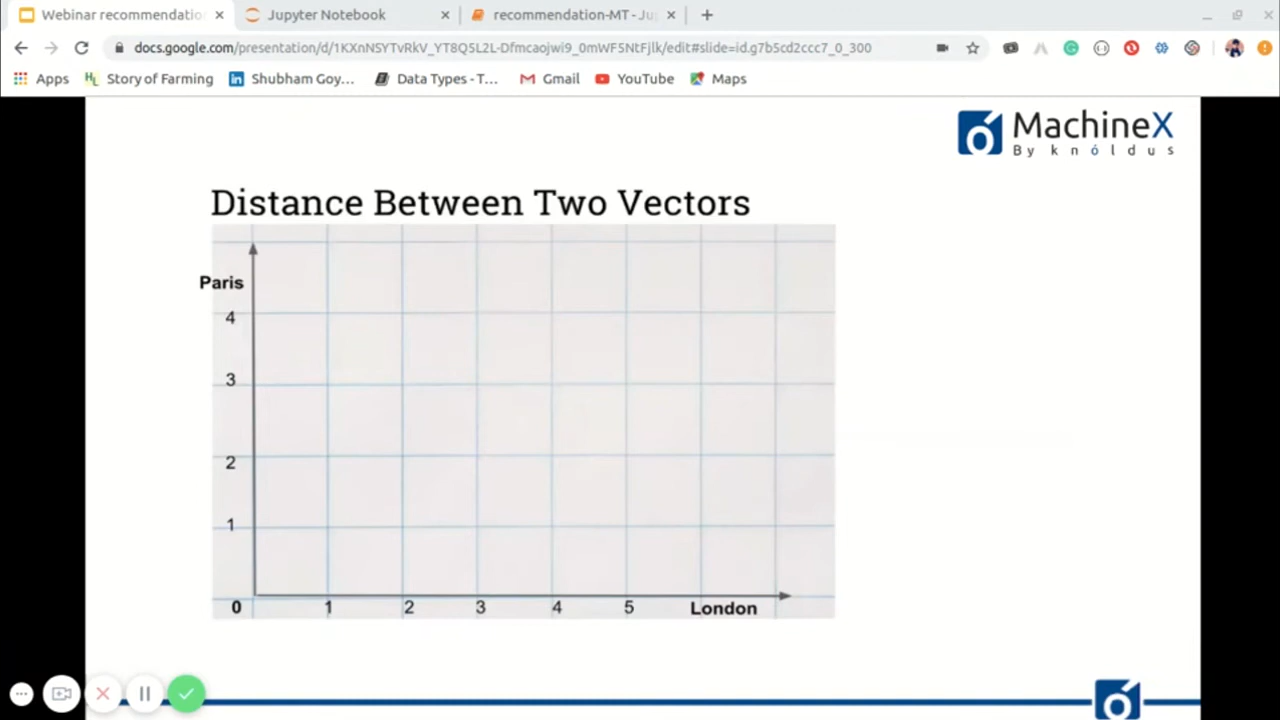 Webinar recommendatio
Jupyter Notebook
recommendation-MT - Ju
docs.google.com/presentation/d/1KXnNSYTvRkV_YT8Q5L2L-Dfmcaojwi9_0mWF5NtFjlk/edit#slide=id.g7b5cd2ccc7_0_300
Apps
Story of Farming
Shubham Goy...
Data Types - T...
Gmail
YouTube
Maps
MachineX
By knóldus
Distance Between Two Vectors
Paris
4
3
2
1
0 1 2 3 4 5 London